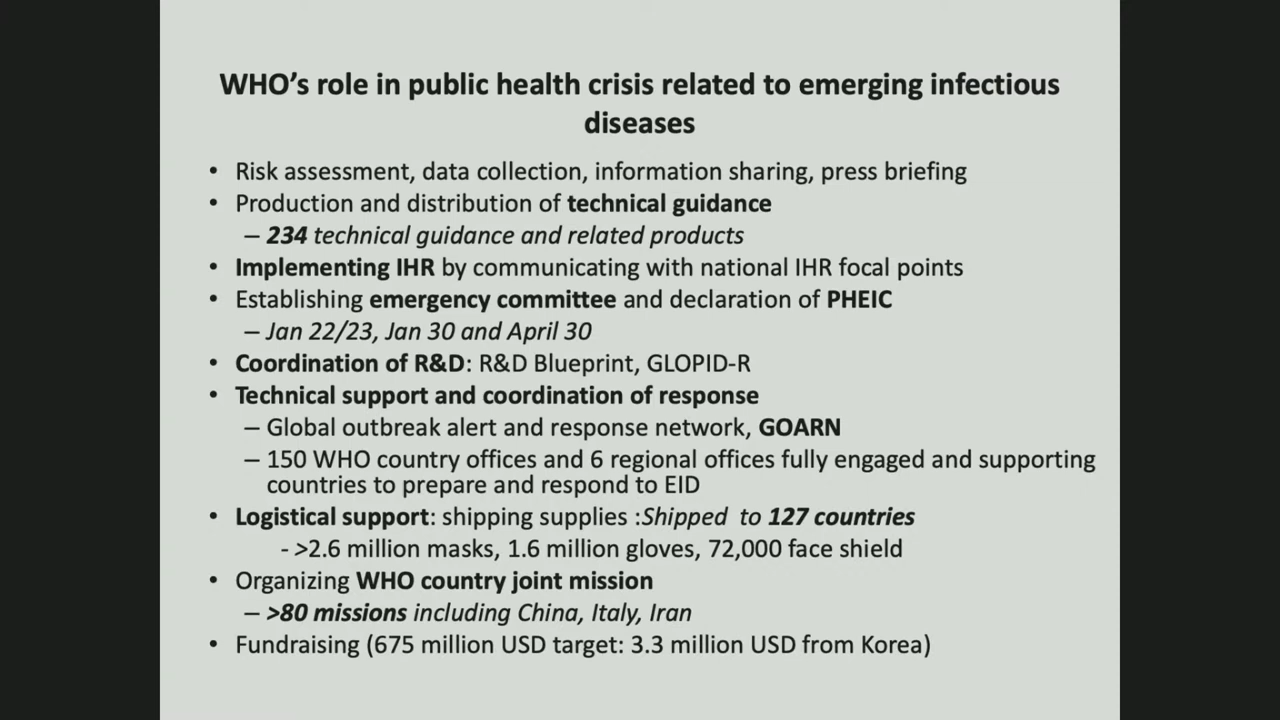 WHO’s role in public health crisis related to emerging infectious
diseases
• Risk assessment, data collection, information sharing, press briefing
• Production and distribution of technical guidance
– 234 technical guidance and related products
• Implementing IHR by communicating with national IHR focal points
• Establishing emergency committee and declaration of PHEIC
– Jan 22/23, Jan 30 and April 30
• Coordination of R&D: R&D Blueprint, GLOPID-R
• Technical support and coordination of response
– Global outbreak alert and response network, GOARN
– 150 WHO country offices and 6 regional offices fully engaged and supporting
countries to prepare and respond to EID
• Logistical support: shipping supplies :Shipped to 127 countries
- >2.6 million masks, 1.6 million gloves, 72,000 face shield
• Organizing WHO country joint mission
– >80 missions including China, Italy, Iran
• Fundraising (675 million USD target: 3.3 million USD from Korea)